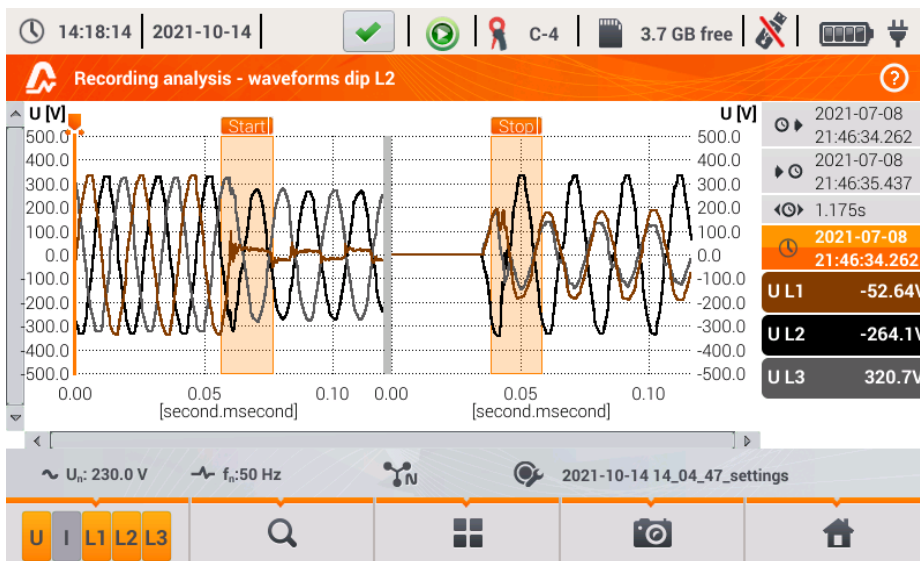 14:18:14 2021-10-14 C-4 3.7 GB free
Recording analysis - waveforms dip L2 ?
U [V] U [V]
Start Stop
500.0 500.0
400.0 400.0
300.0 300.0
200.0 200.0
100.0 100.0
0.0 0.0
-100.0 -100.0
-200.0 -200.0
-300.0 -300.0
-400.0 -400.0
-500.0 -500.0
0.00 0.05 0.10 0.00 0.05 0.10
[second.msecond] [second.msecond]
2021-07-08
21:46:34.262
2021-07-08
21:46:35.437
1.175s
2021-07-08
21:46:34.262
U L1 -52.64V
U L2 -264.1V
U L3 320.7V
Un: 230.0 V fn:50 Hz N 2021-10-14 14_04_47_settings
U I L1 L2 L3